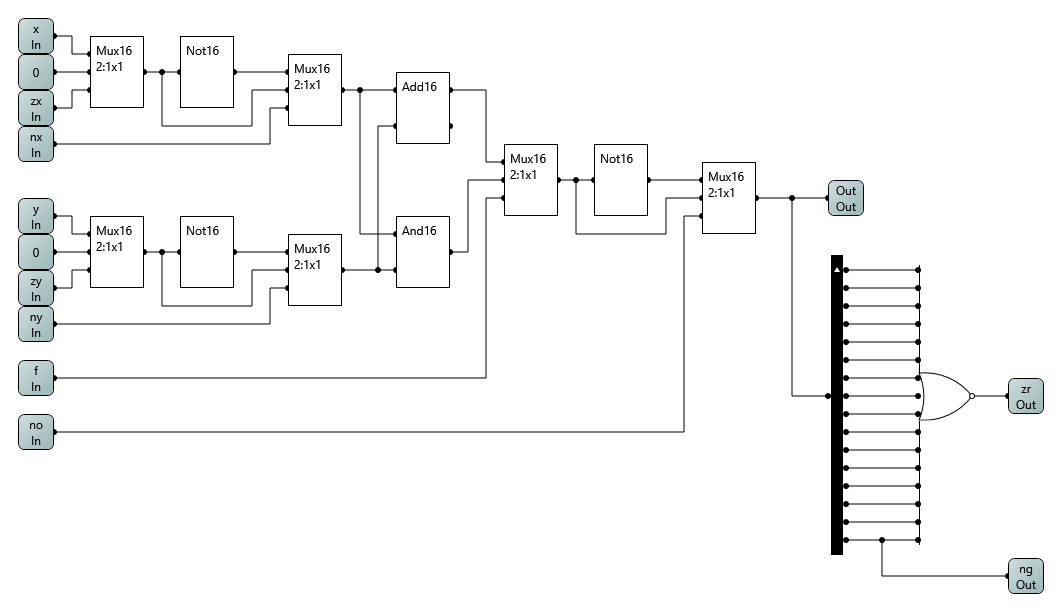 x
In
0
zx
In
nx
In
Mux16
2:1x1
Not16
Mux16
2:1x1
Add16
Mux16
2:1x1
Not16
Mux16
2:1x1
Out
Out
y
In
0
zy
In
ny
In
Mux16
2:1x1
Not16
Mux16
2:1x1
And16
f
In
no
In
zr
Out
ng
Out